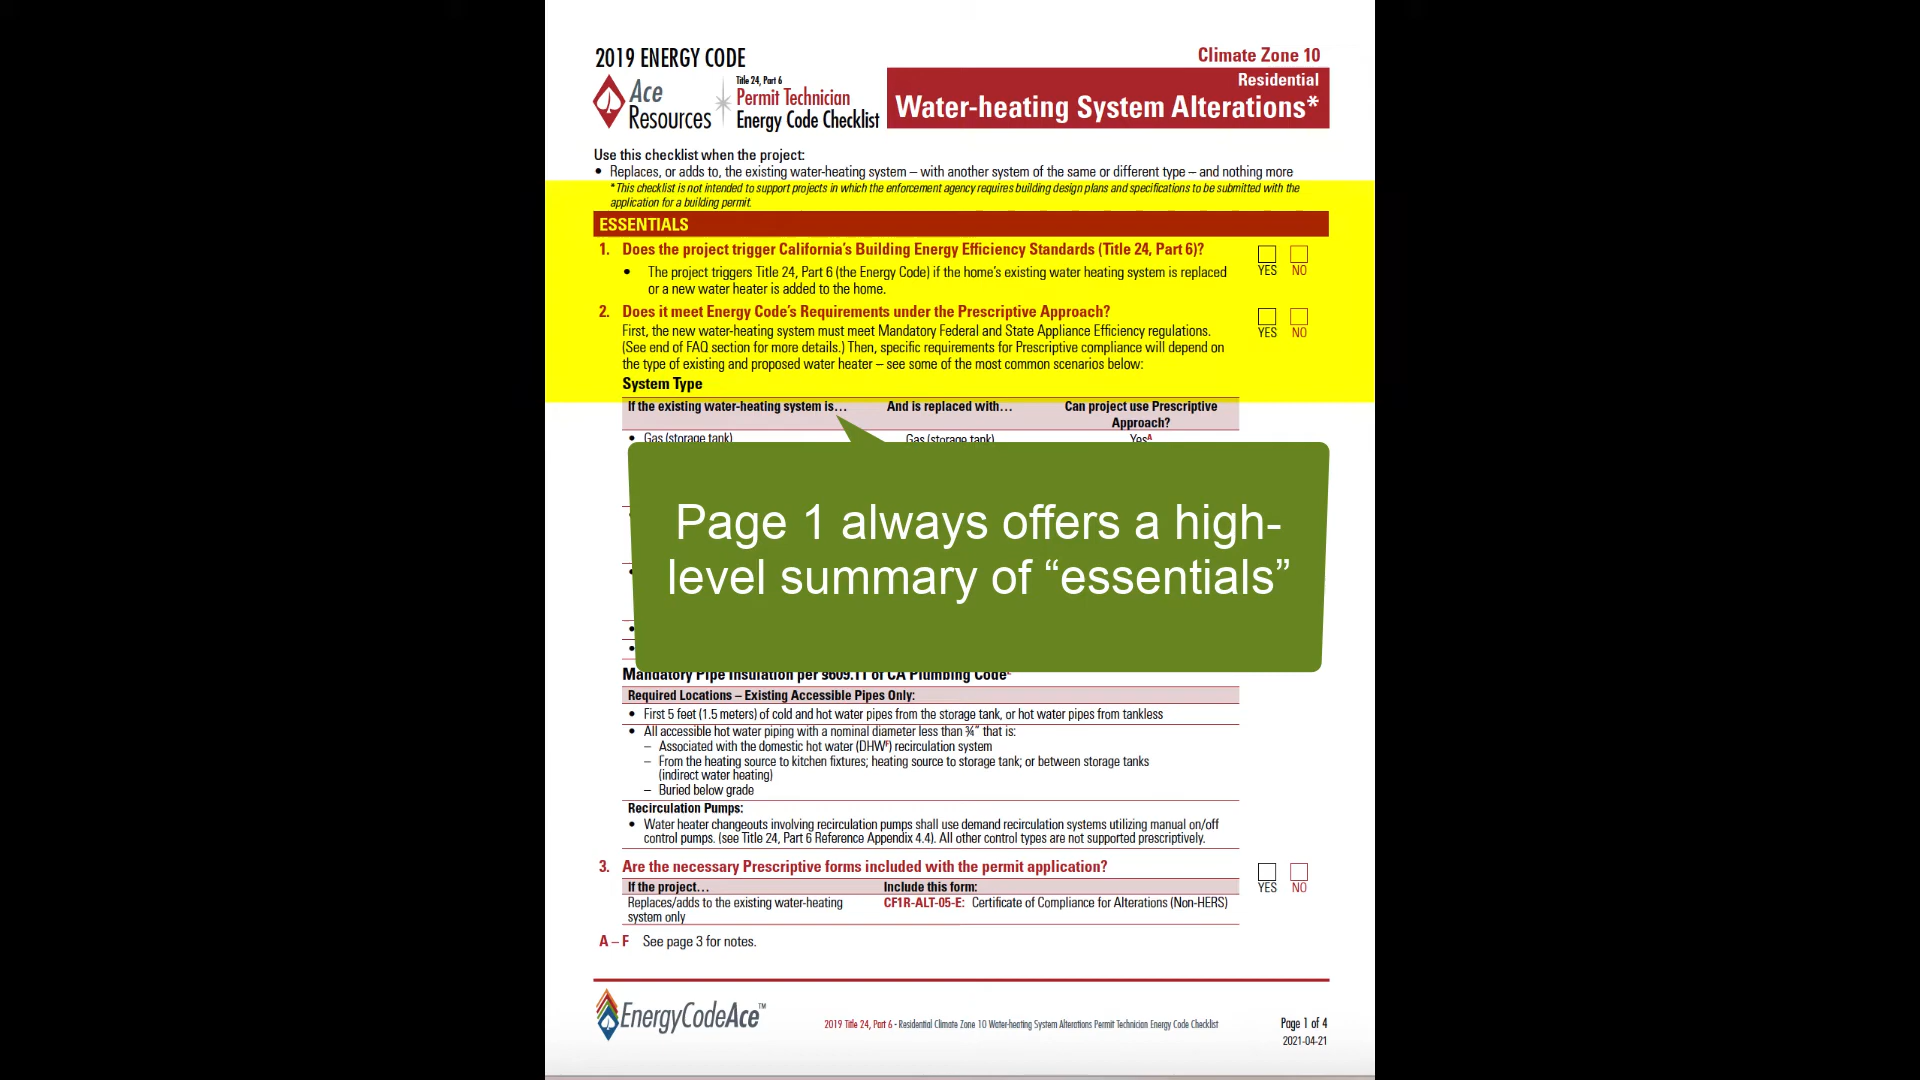 2019 ENERGY CODE
Climate Zone 10
Ace Resources
Title 24, Part 6
Permit Technician
Energy Code Checklist
Residential
Water-heating System Alterations*
Use this checklist when the project:
• Replaces, or adds to, the existing water-heating system – with another system of the same or different type – and nothing more
*This checklist is not intended to support projects in which the enforcement agency requires building design plans and specifications to be submitted with the
application for a building permit.
ESSENTIALS
1. Does the project trigger California's Building Energy Efficiency Standards (Title 24, Part 6)?
YES NO
• The project triggers Title 24, Part 6 (the Energy Code) if the home's existing water heating system is replaced
or a new water heater is added to the home.
2. Does it meet Energy Code's Requirements under the Prescriptive Approach?
YES NO
First, the new water-heating system must meet Mandatory Federal and State Appliance Efficiency regulations.
(See end of FAQ section for more details.) Then, specific requirements for Prescriptive compliance will depend on
the type of existing and proposed water heater – see some of the most common scenarios below:
System Type
If the existing water-heating system is… And is replaced with… Can project use Prescriptive
Approach?
• Gas (storage tank) Gas (storage tank) Yes^A
Page 1 always offers a high-
level summary of “essentials”
Mandatory Pipe Insulation per §609.11 of CA Plumbing Code
Required Locations – Existing Accessible Pipes Only:
• First 5 feet (1.5 meters) of cold and hot water pipes from the storage tank, or hot water pipes from tankless
• All accessible hot water piping with a nominal diameter less than ¾" that is:
– Associated with the domestic hot water (DHW^F) recirculation system
– From the heating source to kitchen fixtures; heating source to storage tank; or between storage tanks
(indirect water heating)
– Buried below grade
Recirculation Pumps:
• Water heater changeouts involving recirculation pumps shall use demand recirculation systems utilizing manual on/off
control pumps. (see Title 24, Part 6 Reference Appendix 4.4). All other control types are not supported prescriptively.
3. Are the necessary Prescriptive forms included with the permit application?
YES NO
If the project… Include this form:
Replaces/adds to the existing water-heating CF1R-ALT-05-E: Certificate of Compliance for Alterations (Non-HERS)
system only
A – F See page 3 for notes.
EnergyCodeAce™
2019 Title 24, Part 6 - Residential Climate Zone 10 Water-heating System Alterations Permit Technician Energy Code Checklist
Page 1 of 4
2021-04-21